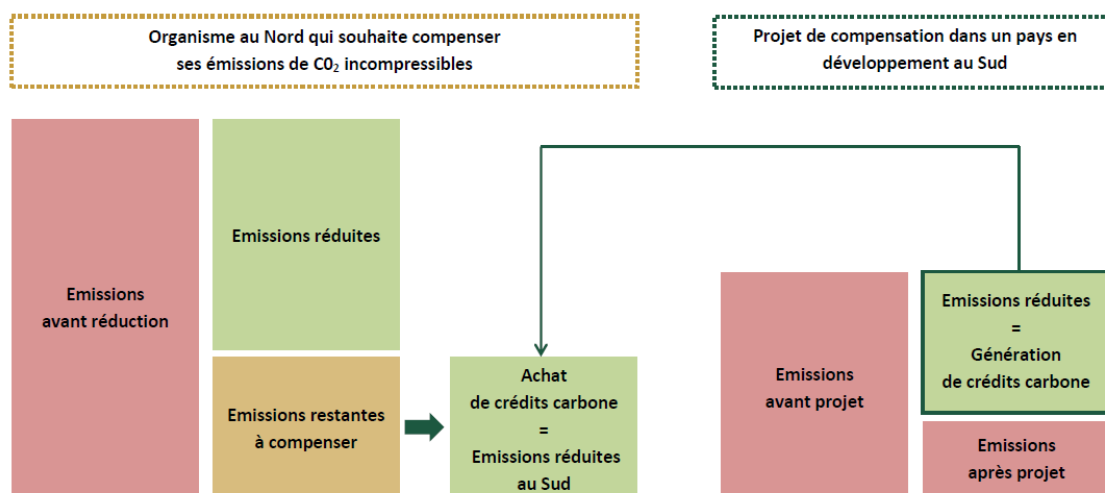 Organisme au Nord qui souhaite compenser
ses émissions de C0₂ incompressibles
Projet de compensation dans un pays en
développement au Sud
Emissions
avant réduction
Emissions réduites
Emissions restantes
à compenser
Achat
de crédits carbone
=
Emissions réduites
au Sud
Emissions
avant projet
Emissions réduites
=
Génération
de crédits carbone
Emissions
après projet